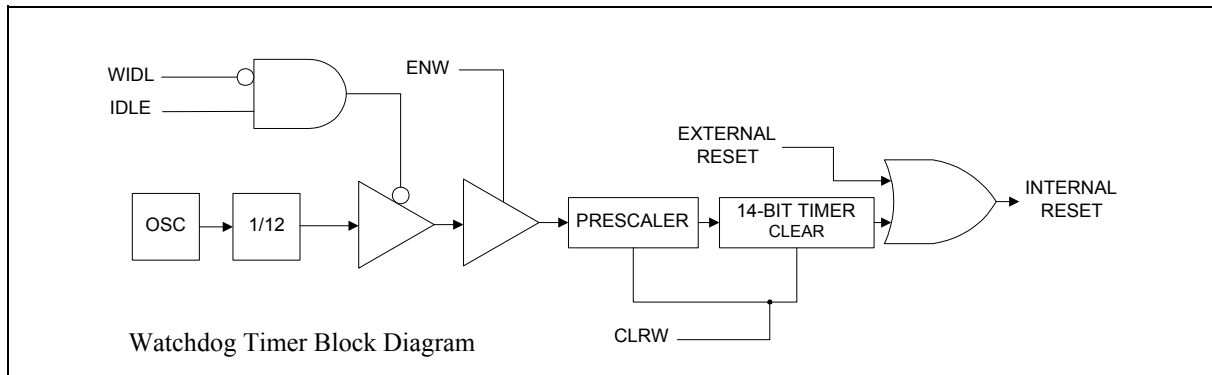 WIDL
IDLE
ENW
EXTERNAL
RESET
INTERNAL
RESET
OSC
1/12
PRESCALER
14-BIT TIMER
CLEAR
CLRW
Watchdog Timer Block Diagram